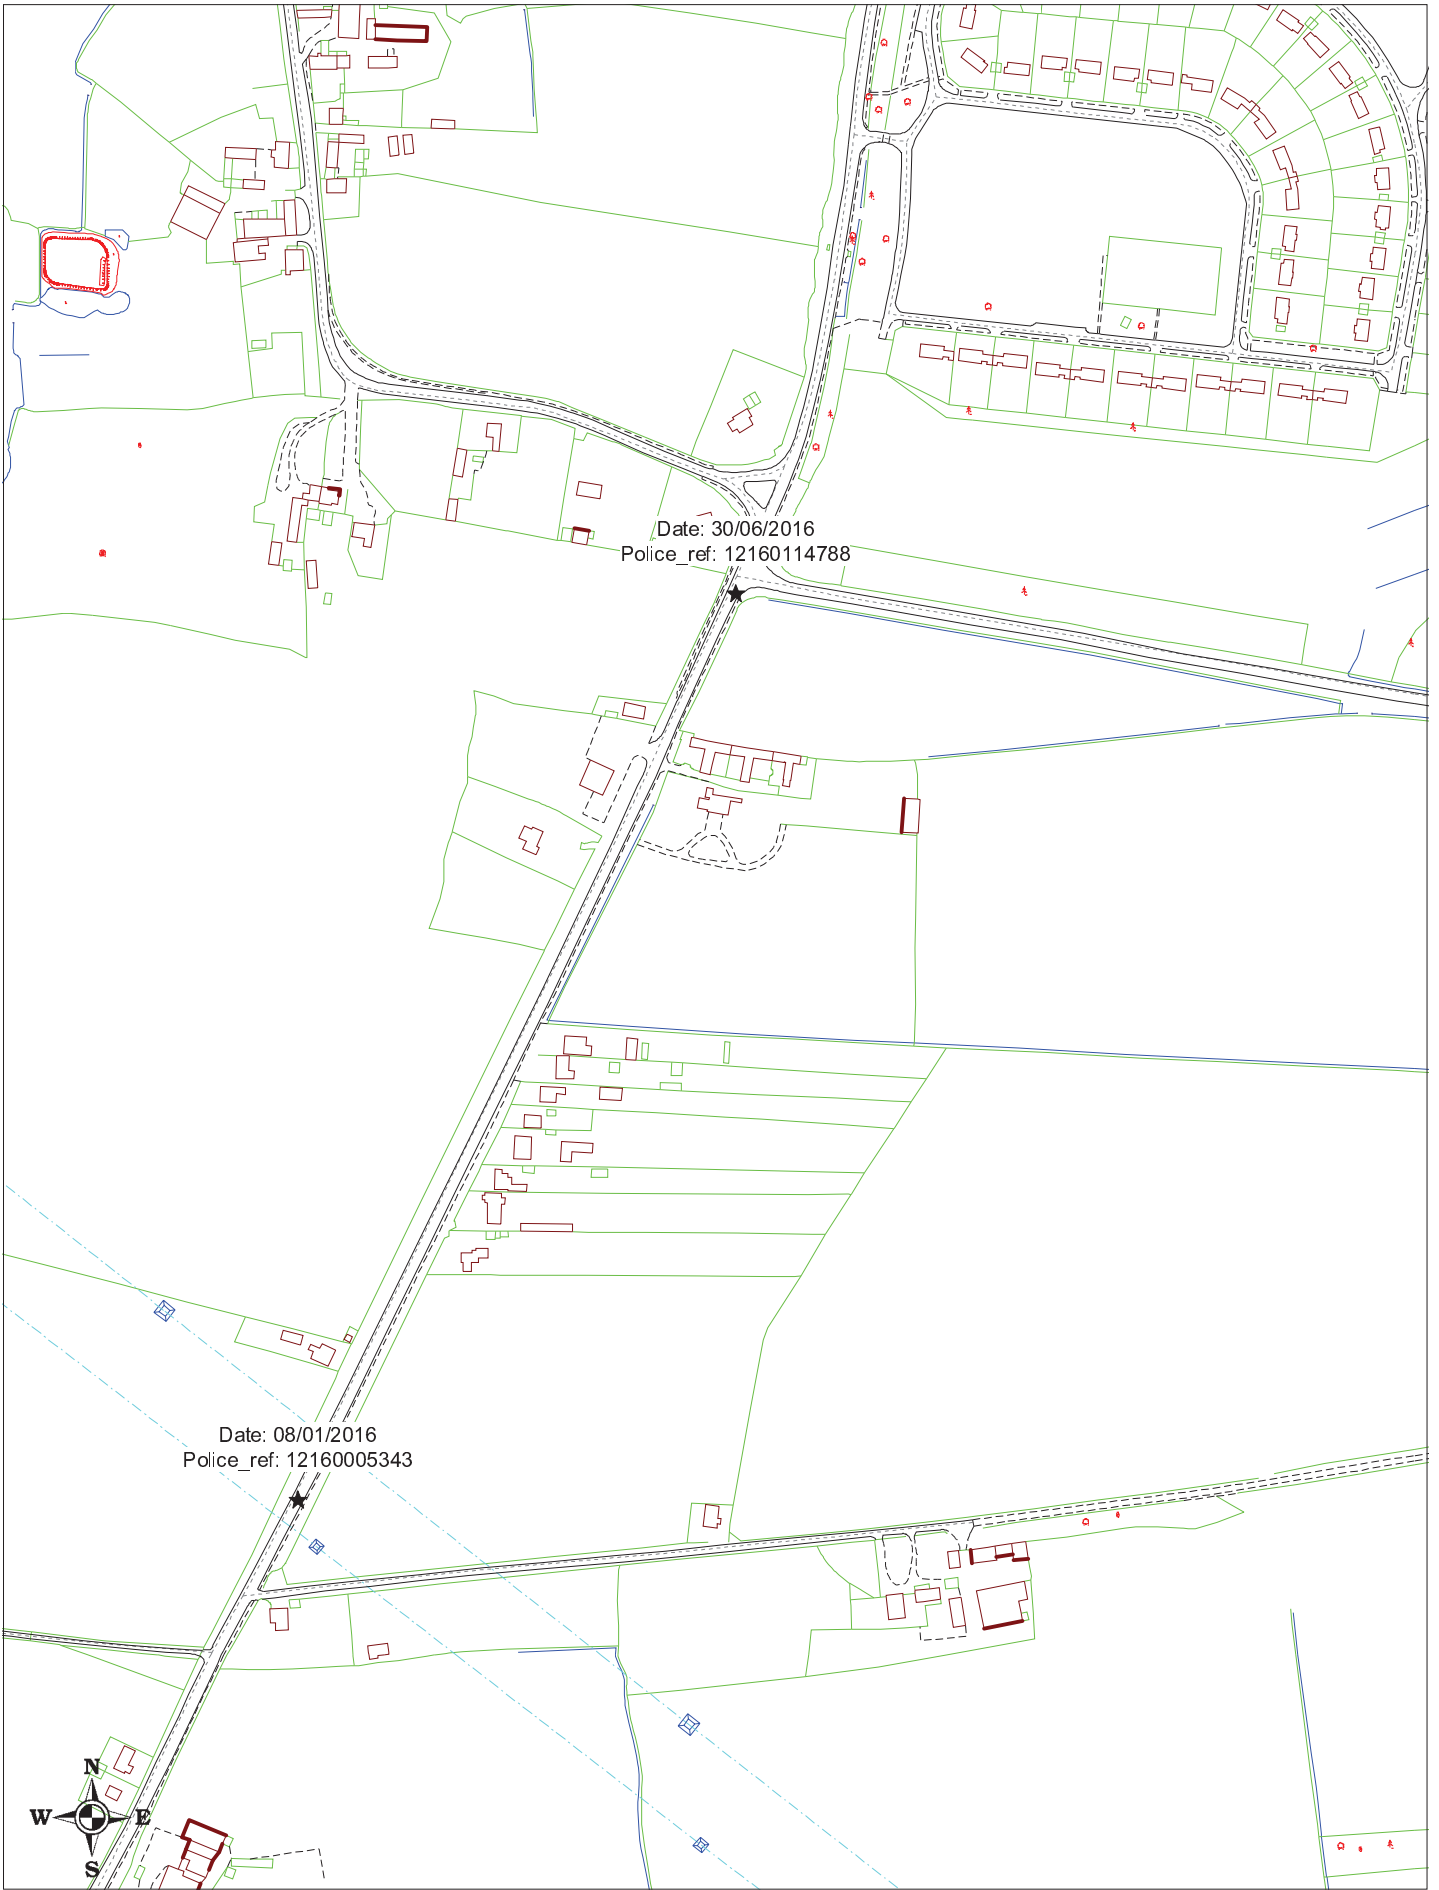 Date: 30/06/2016
Police_ref: 12160114788
Date: 08/01/2016
Police_ref: 12160005343
N
W E
S